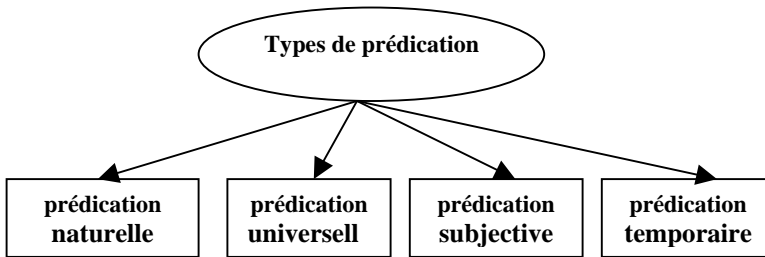 Types de prédication
prédication
naturelle
prédication
universell
prédication
subjective
prédication
temporaire